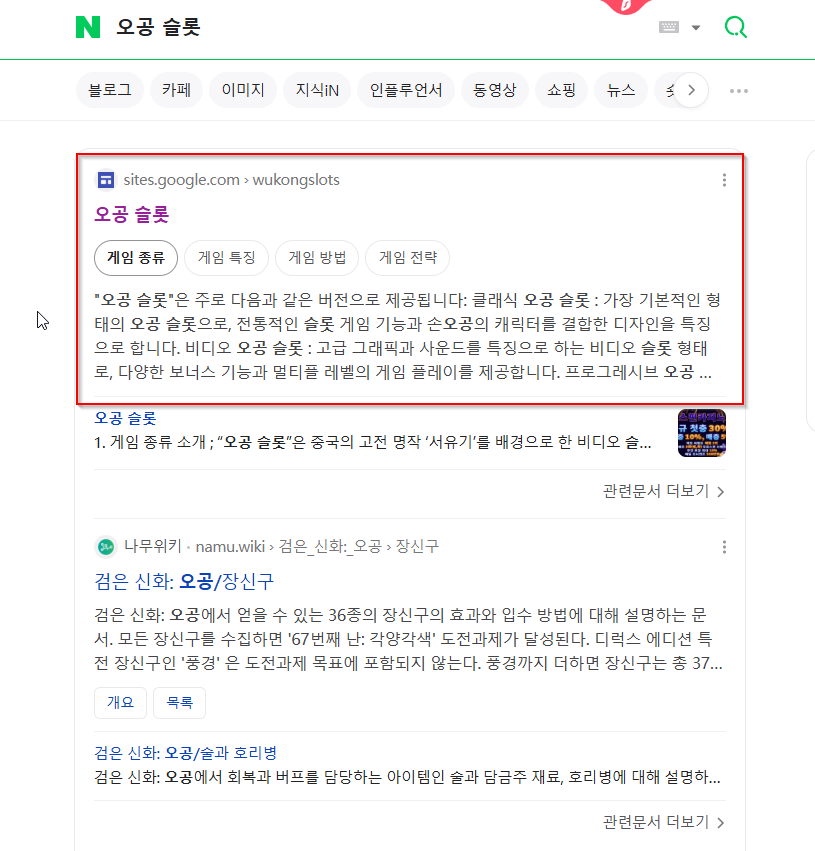 N 오공 슬롯
블로그 카페 이미지 지식iN 인플루언서 동영상 쇼핑 뉴스
sites.google.com › wukongslots
오공 슬롯
게임 종류 게임 특징 게임 방법 게임 전략
"오공 슬롯"은 주로 다음과 같은 버전으로 제공됩니다: 클래식 오공 슬롯 : 가장 기본적인 형
태의 오공 슬롯으로, 전통적인 슬롯 게임 기능과 손오공의 캐릭터를 결합한 디자인을 특징
으로 합니다. 비디오 오공 슬롯 : 고급 그래픽과 사운드를 특징으로 하는 비디오 슬롯 형태
로, 다양한 보너스 기능과 멀티플 레벨의 게임 플레이를 제공합니다. 프로그레시브 오공 ...
오공 슬롯
1. 게임 종류 소개 ; “오공 슬롯”은 중국의 고전 명작 ‘서유기’를 배경으로 한 비디오 슬...
규 첫충 30%
10%, 매충 5
관련문서 더보기 >
나무위키 · namu.wiki › 검은_신화:_오공 › 장신구
검은 신화: 오공/장신구
검은 신화: 오공에서 얻을 수 있는 36종의 장신구의 효과와 입수 방법에 대해 설명하는 문
서. 모든 장신구를 수집하면 '67번째 난: 각양각색' 도전과제가 달성된다. 디럭스 에디션 특
전 장신구인 '풍경' 은 도전과제 목표에 포함되지 않는다. 풍경까지 더하면 장신구는 총 37...
개요 목록
검은 신화: 오공/술과 호리병
검은 신화: 오공에서 회복과 버프를 담당하는 아이템인 술과 담금주 재료, 호리병에 대해 설명하...
관련문서 더보기 >